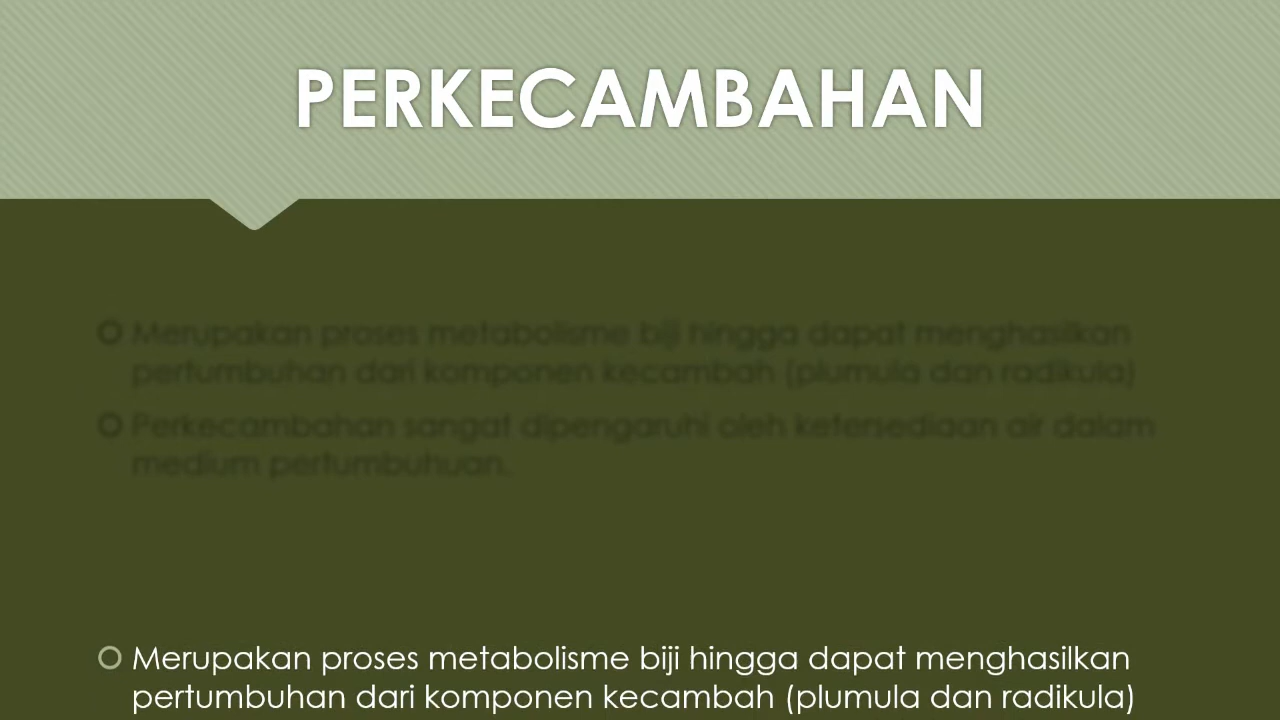 PERKECAMBAHAN
Merupakan proses metabolisme biji hingga dapat menghasilkan
pertumbuhan dari komponen kecambah (plumula dan radikula)
Perkecambahan sangat dipengaruhi oleh ketersediaan air dalam
medium pertumbuhuan.
Merupakan proses metabolisme biji hingga dapat menghasilkan
pertumbuhan dari komponen kecambah (plumula dan radikula)